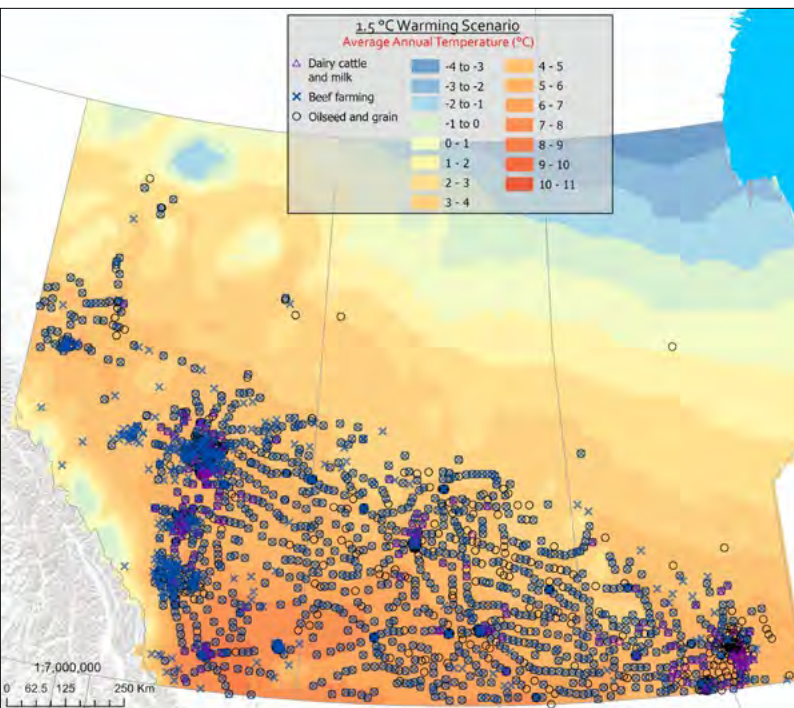 1.5 °C Warming Scenario
Average Annual Temperature (°C)
Dairy cattle
and milk
Beef farming
Oilseed and grain
-4 to -3
-3 to -2
-2 to -1
-1 to 0
0 - 1
1 - 2
2 - 3
3 - 4
4 - 5
5 - 6
6 - 7
7 - 8
8 - 9
9 - 10
10 - 11
1:7,000,000
0 62.5 125 250 Km